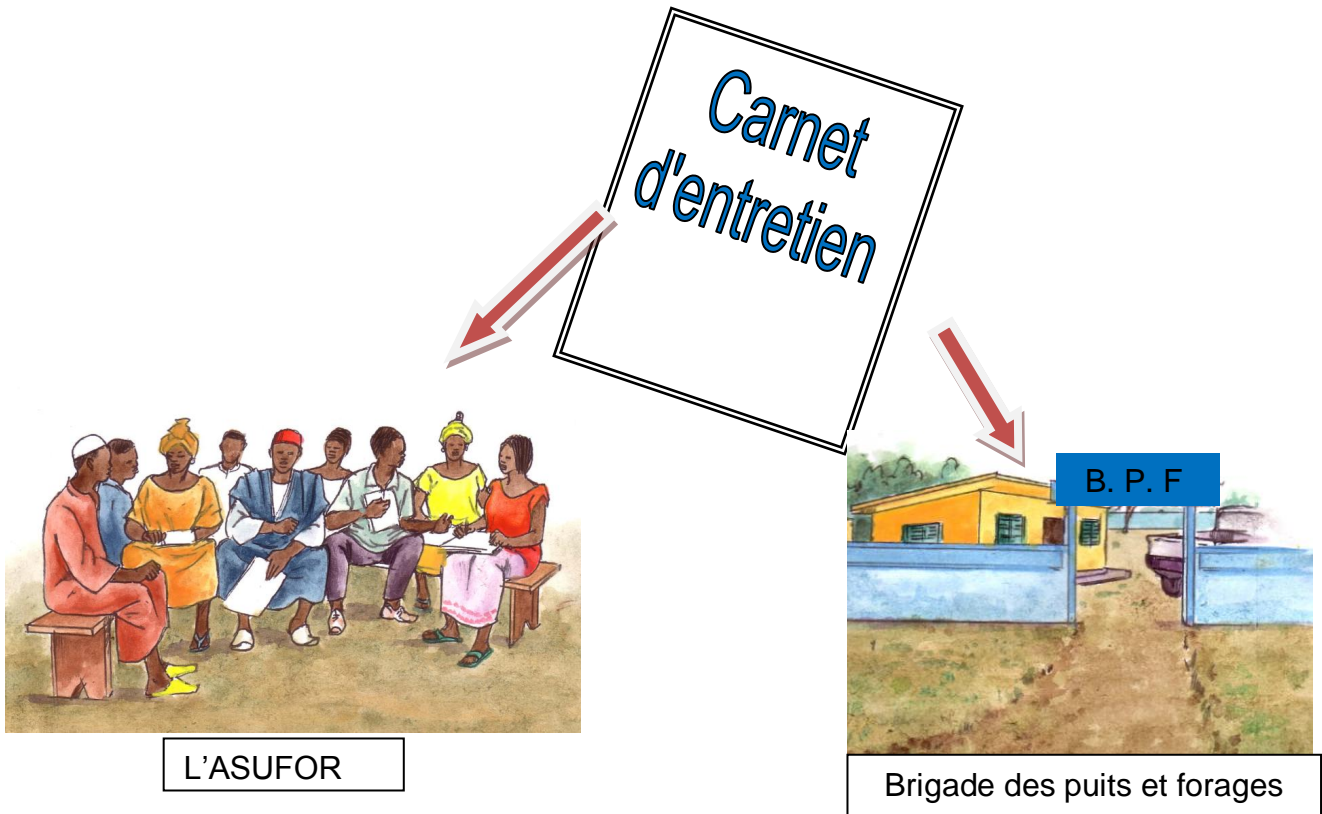 Carnet
d'entretien
B. P. F
L'ASUFOR
Brigade des puits et forages